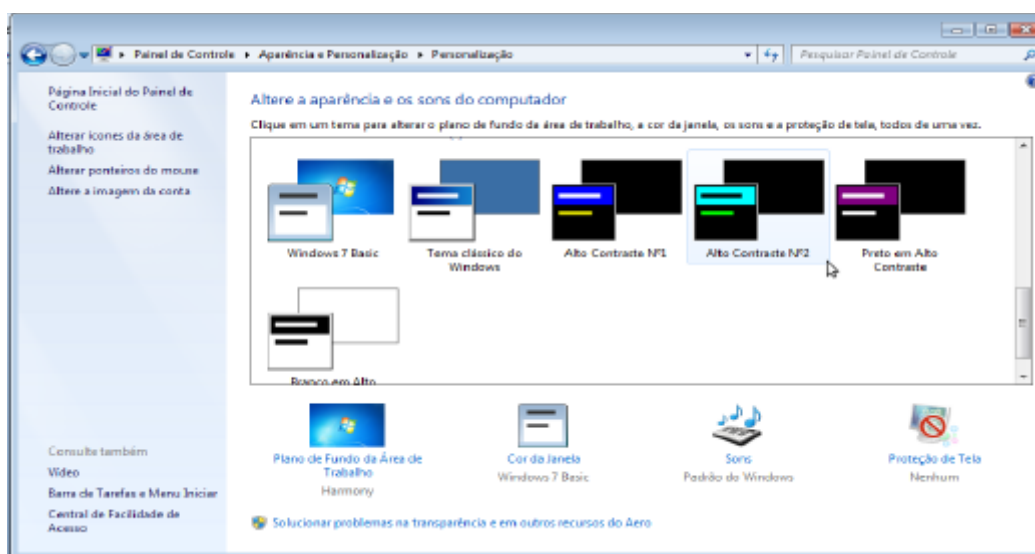 Painel de Controle ▸ Aparência e Personalização ▸ Personalização
Pesquisar Painel de Controle
Página Inicial do Painel de
Controle
Alterar ícones da área de
trabalho
Alterar ponteiros do mouse
Altere a imagem da conta
Altere a aparência e os sons do computador
Clique em um tema para alterar o plano de fundo da área de trabalho, a cor da janela, os sons e a proteção de tela, todos de uma vez.
Windows 7 Basic
Tema clássico do
Windows
Alto Contraste Nº1
Alto Contraste Nº2
Preto em Alto
Contraste
Branco em Alto
Plano de Fundo da Área de
Trabalho
Harmony
Cor da Janela
Windows 7 Basic
Sons
Padrão do Windows
Proteção de Tela
Nenhum
Consulte também
Vídeo
Barra de Tarefas e Menu Iniciar
Central de Facilidade de
Acesso
Solucionar problemas na transparência e em outros recursos do Aero